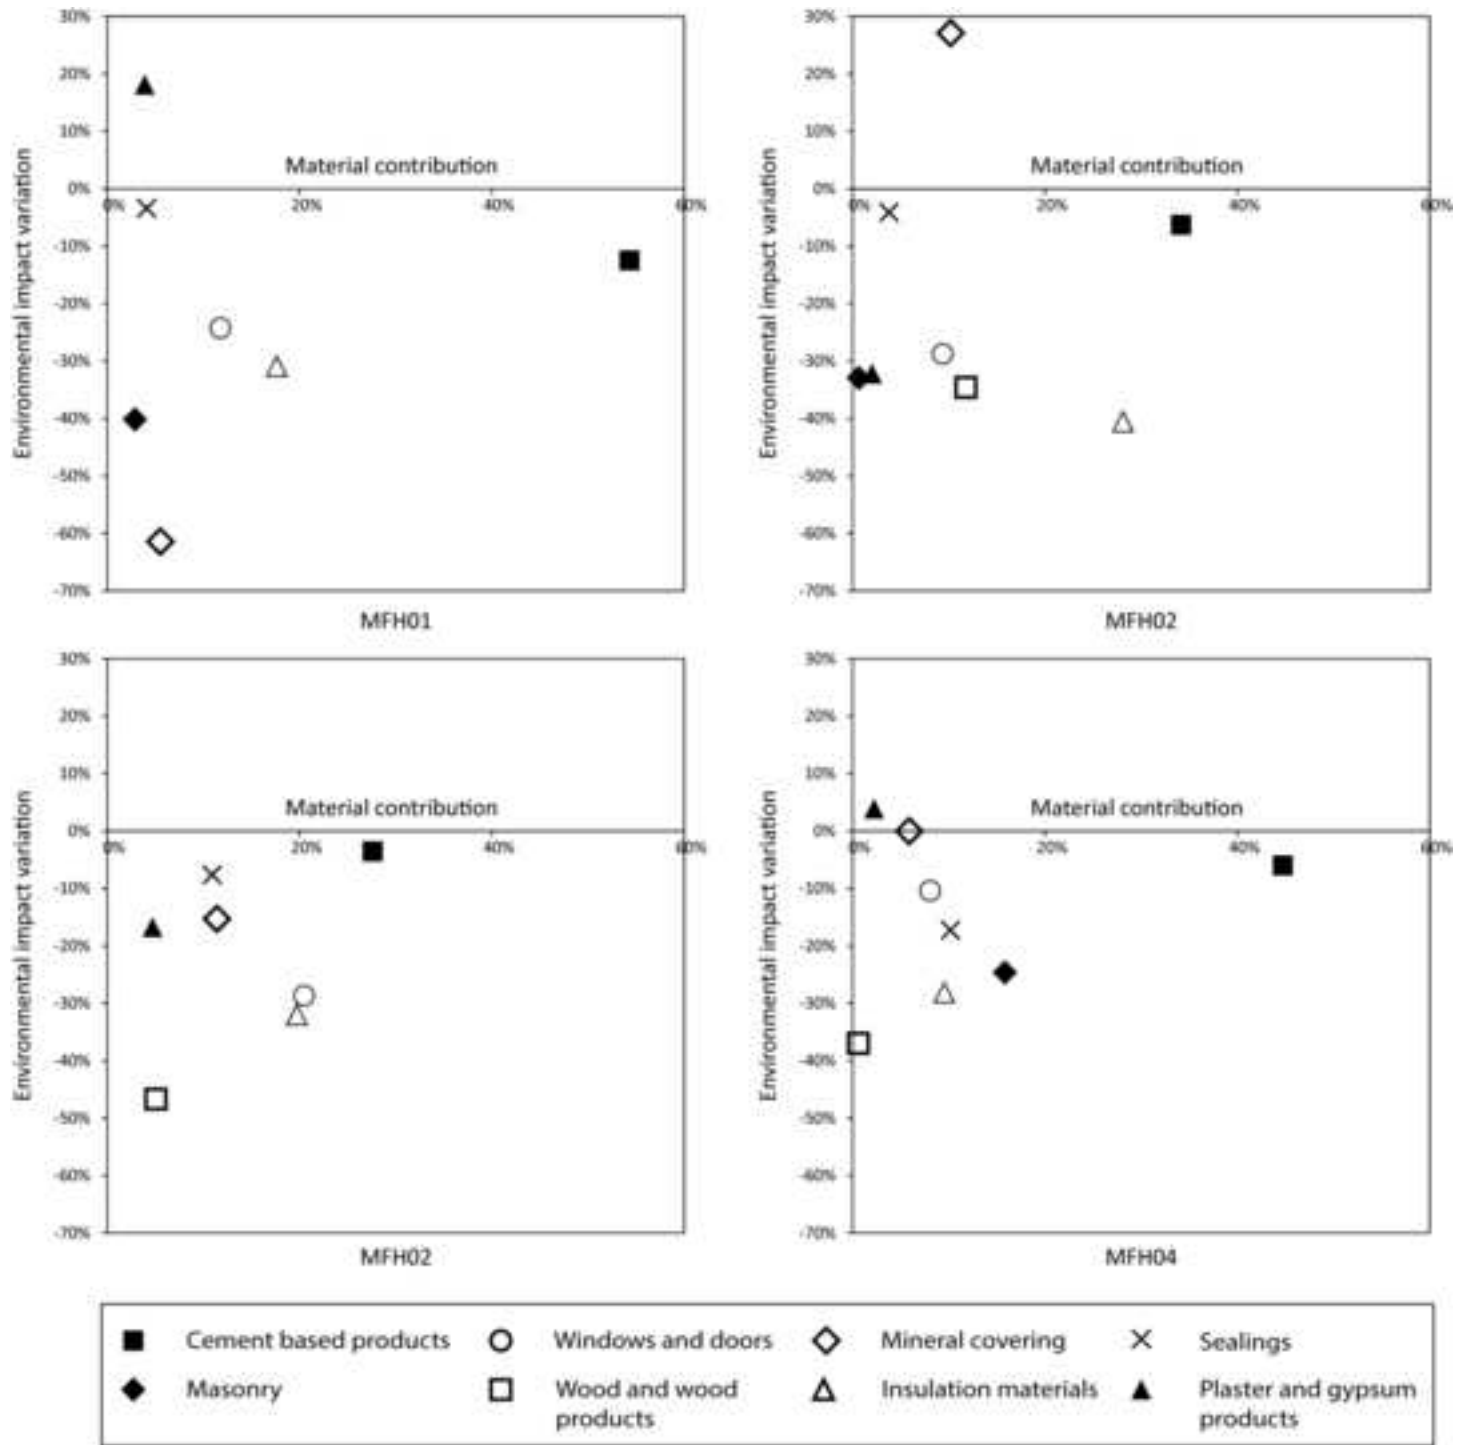 30%
20%
10%
Material contribution
0%
0%
20%
40%
60%
-10%
-20%
-30%
-40%
-50%
-60%
-70%
Environmental impact variation
MFH01
30%
20%
10%
Material contribution
0%
0%
20%
40%
60%
-10%
-20%
-30%
-40%
-50%
-60%
-70%
Environmental impact variation
MFH02
30%
20%
10%
Material contribution
0%
0%
20%
40%
60%
-10%
-20%
-30%
-40%
-50%
-60%
-70%
Environmental impact variation
MFH02
30%
20%
10%
Material contribution
0%
0%
20%
40%
60%
-10%
-20%
-30%
-40%
-50%
-60%
-70%
Environmental impact variation
MFH04
Cement based products
Windows and doors
Mineral covering
Sealings
Masonry
Wood and wood
products
Insulation materials
Plaster and gypsum
products